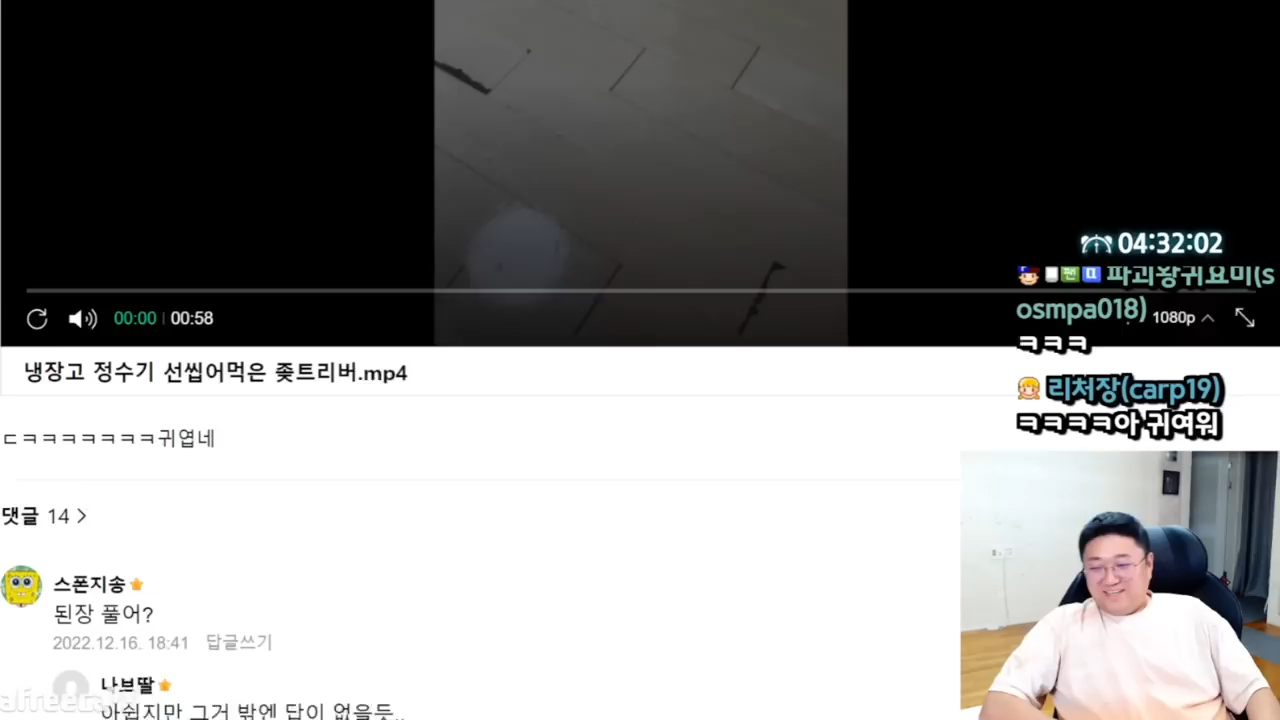 04:32:02
팬 파괴왕귀요미(s
osmpa018)
ㅋㅋㅋ
00:00 00:58
1080p
냉장고 정수기 선씹어먹은 좆트리버.mp4
리처장(carp19)
ㅋㅋㅋㅋ아 귀여워
ㄷㅋㅋㅋㅋㅋㅋㅋ귀엽네
댓글 14
스폰지송
된장 풀어?
2022.12.16. 18:41 답글쓰기
나브딸
아쉽지만 그거 밖엔 답이 없을듯..